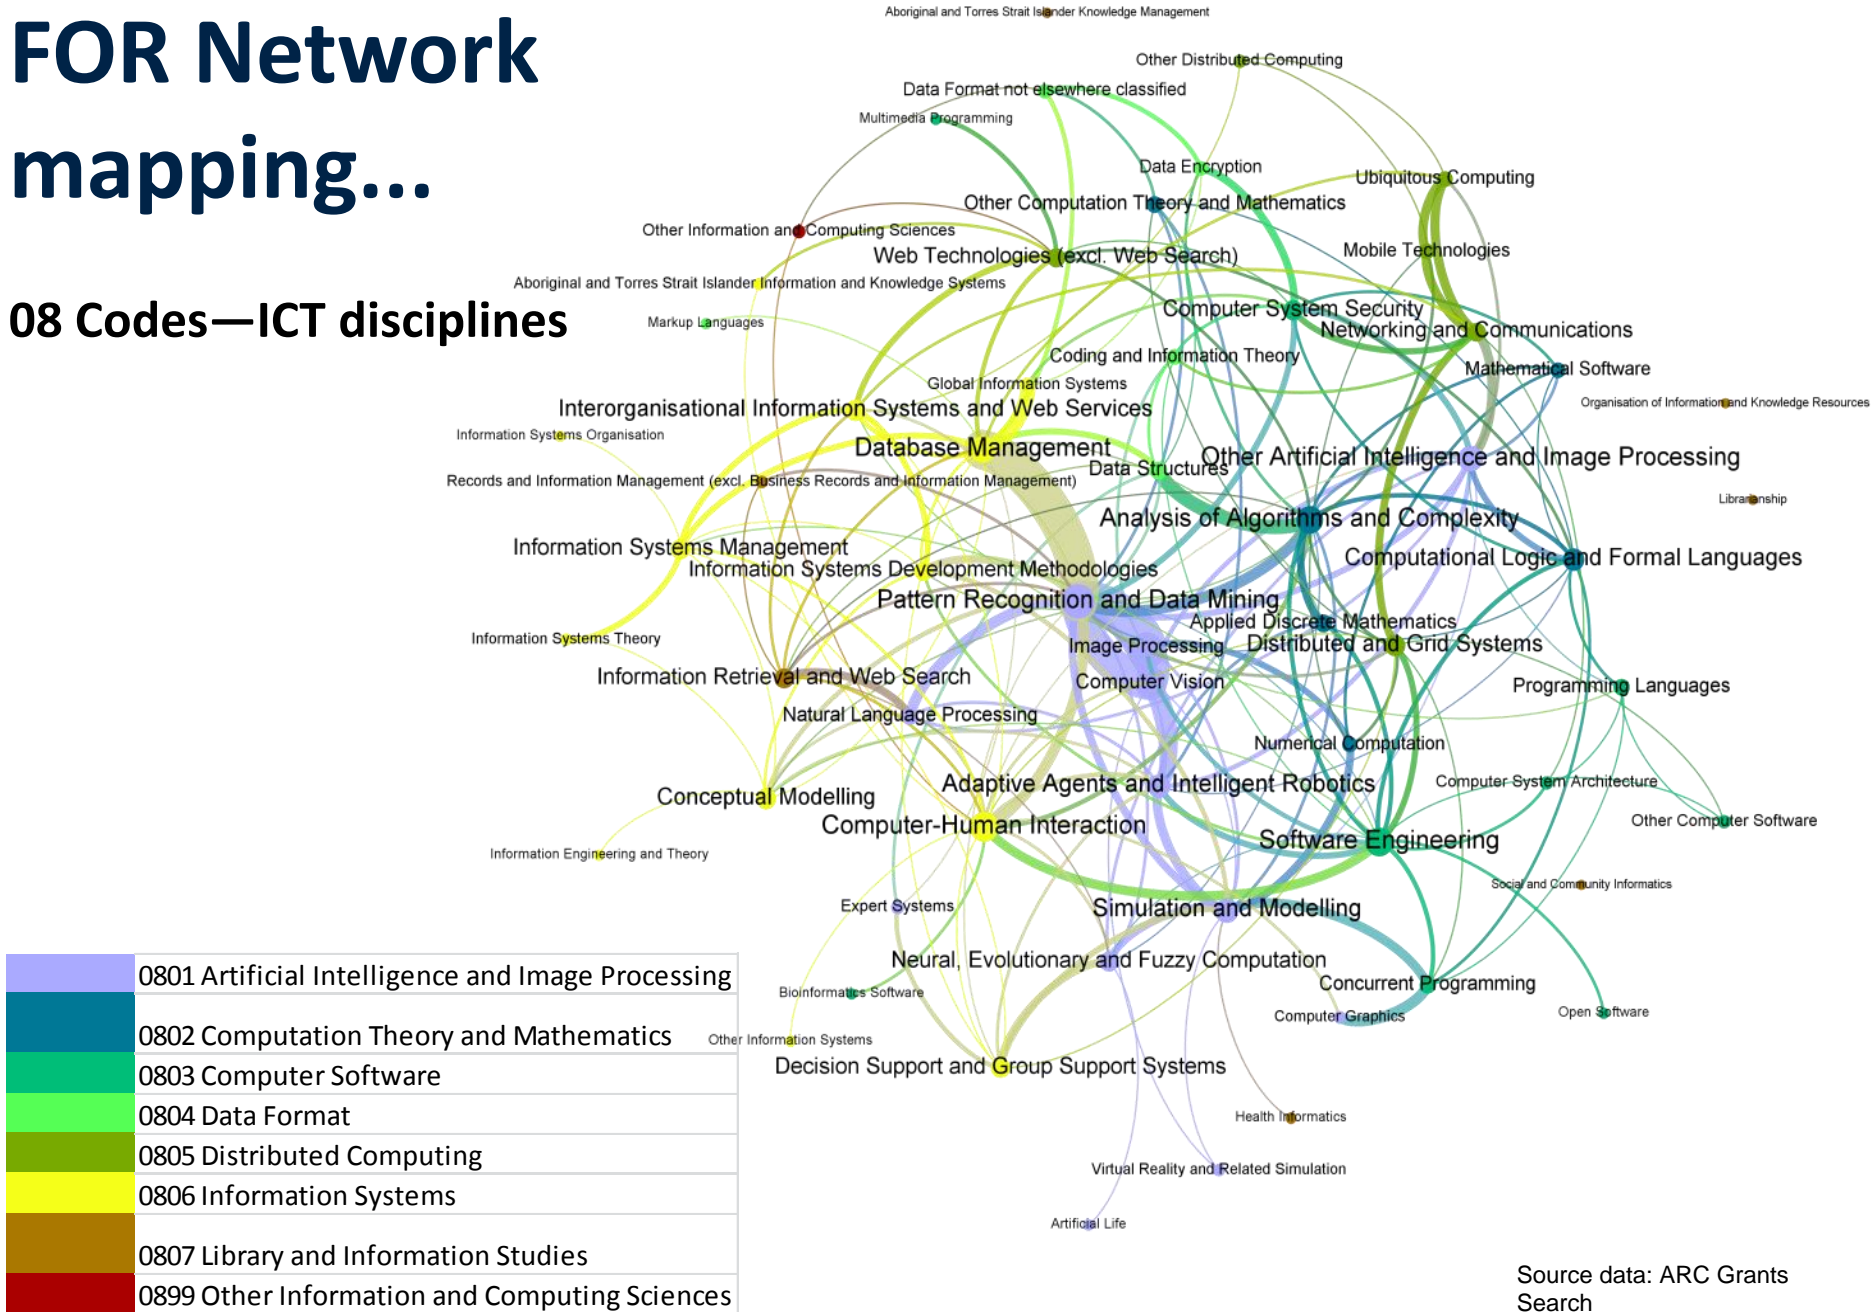 FOR Network
mapping...
08 Codes—ICT disciplines
Aboriginal and Torres Strait Islander Knowledge Management
Other Distributed Computing
Data Format not elsewhere classified
Multimedia Programming
Data Encryption
Ubiquitous Computing
Other Computation Theory and Mathematics
Other Information and Computing Sciences
Mobile Technologies
Web Technologies (excl. Web Search)
Aboriginal and Torres Strait Islander Information and Knowledge Systems
Computer System Security
Markup Languages
Networking and Communications
Coding and Information Theory
Mathematical Software
Global Information Systems
Organisation of Information and Knowledge Resources
Interorganisational Information Systems and Web Services
Information Systems Organisation
Database Management
Other Artificial Intelligence and Image Processing
Data Structures
Records and Information Management (excl. Business Records and Information Management)
Librarianship
Analysis of Algorithms and Complexity
Information Systems Management
Computational Logic and Formal Languages
Information Systems Development Methodologies
Pattern Recognition and Data Mining
Applied Discrete Mathematics
Information Systems Theory
Image Processing
Distributed and Grid Systems
Information Retrieval and Web Search
Computer Vision
Programming Languages
Natural Language Processing
Numerical Computation
Adaptive Agents and Intelligent Robotics
Computer System Architecture
Conceptual Modelling
Other Computer Software
Computer-Human Interaction
Software Engineering
Information Engineering and Theory
Social and Community Informatics
Expert Systems
Simulation and Modelling
Neural, Evolutionary and Fuzzy Computation
Concurrent Programming
Bioinformatics Software
Open Software
Computer Graphics
Other Information Systems
Decision Support and Group Support Systems
Health Informatics
Virtual Reality and Related Simulation
Artificial Life
0801 Artificial Intelligence and Image Processing
0802 Computation Theory and Mathematics
0803 Computer Software
0804 Data Format
0805 Distributed Computing
0806 Information Systems
0807 Library and Information Studies
0899 Other Information and Computing Sciences
Source data: ARC Grants
Search